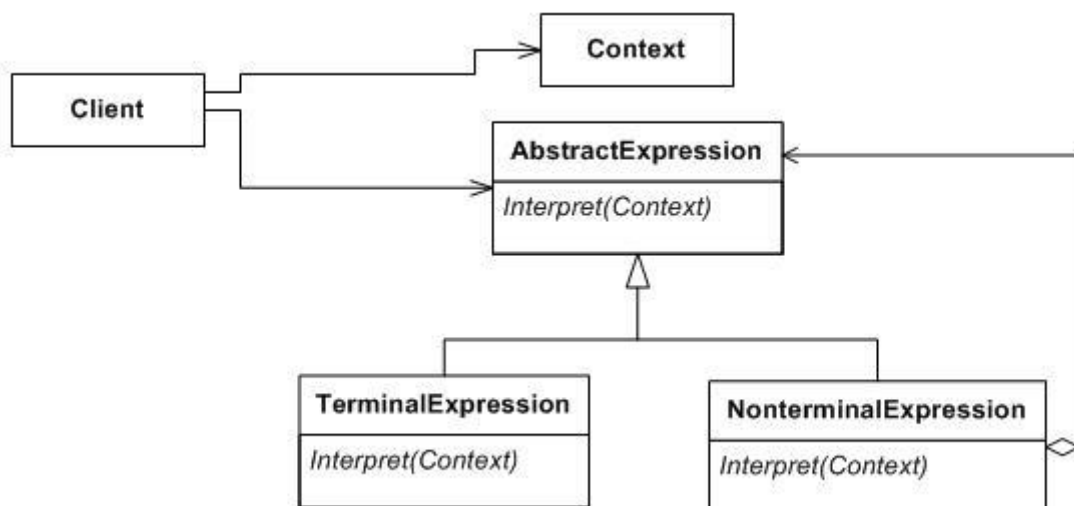 Context
Client
AbstractExpression
Interpret(Context)
TerminalExpression
Interpret(Context)
NonterminalExpression
Interpret(Context)